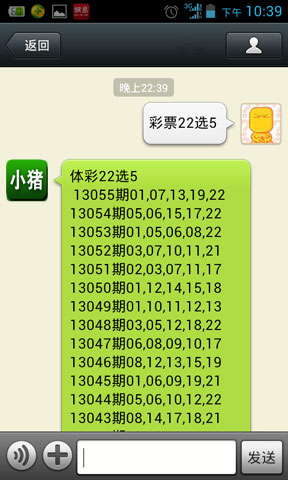 3G
下午 10:39
返回
晚上22:39
彩票22选5
小猪
体彩22选5
13055期01,07,13,19,22
13054期05,06,15,17,22
13053期01,05,06,08,22
13052期03,07,10,11,21
13051期02,03,07,11,17
13050期01,12,14,15,18
13049期01,10,11,12,13
13048期03,05,12,18,22
13047期06,08,09,10,17
13046期08,12,13,15,19
13045期01,06,09,19,21
13044期05,06,10,12,22
13043期08,14,17,18,21
发送